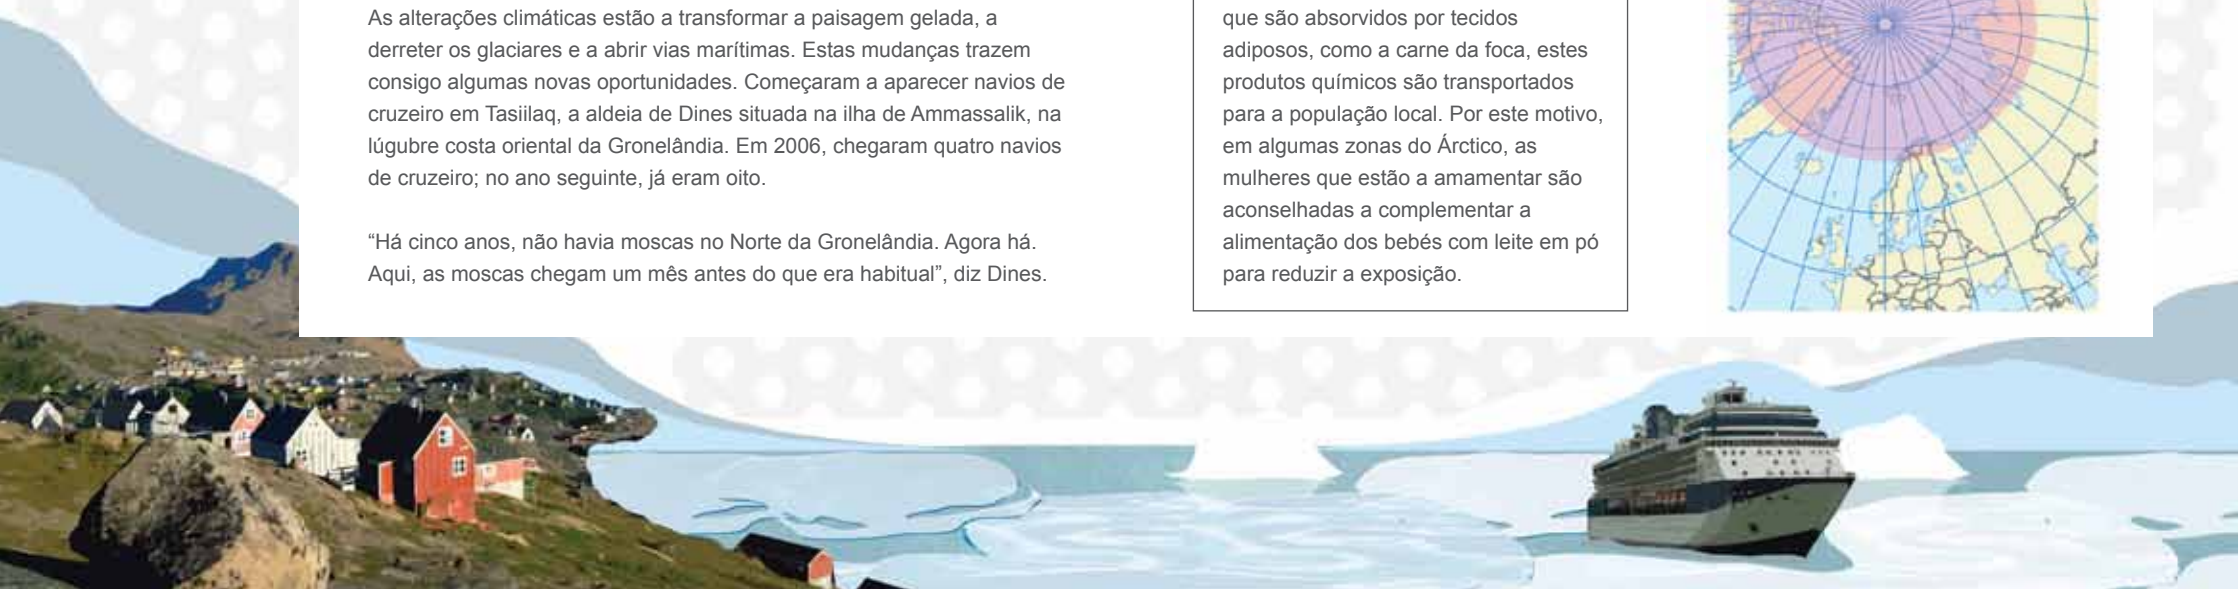 As alterações climáticas estão a transformar a paisagem gelada, a
derreter os glaciares e a abrir vias marítimas. Estas mudanças trazem
consigo algumas novas oportunidades. Começaram a aparecer navios de
cruzeiro em Tasiilaq, a aldeia de Dines situada na ilha de Ammassalik, na
lúgubre costa oriental da Gronelândia. Em 2006, chegaram quatro navios
de cruzeiro; no ano seguinte, já eram oito.
“Há cinco anos, não havia moscas no Norte da Gronelândia. Agora há.
Aqui, as moscas chegam um mês antes do que era habitual”, diz Dines.
que são absorvidos por tecidos
adiposos, como a carne da foca, estes
produtos químicos são transportados
para a população local. Por este motivo,
em algumas zonas do Árctico, as
mulheres que estão a amamentar são
aconselhadas a complementar a
alimentação dos bebés com leite em pó
para reduzir a exposição.